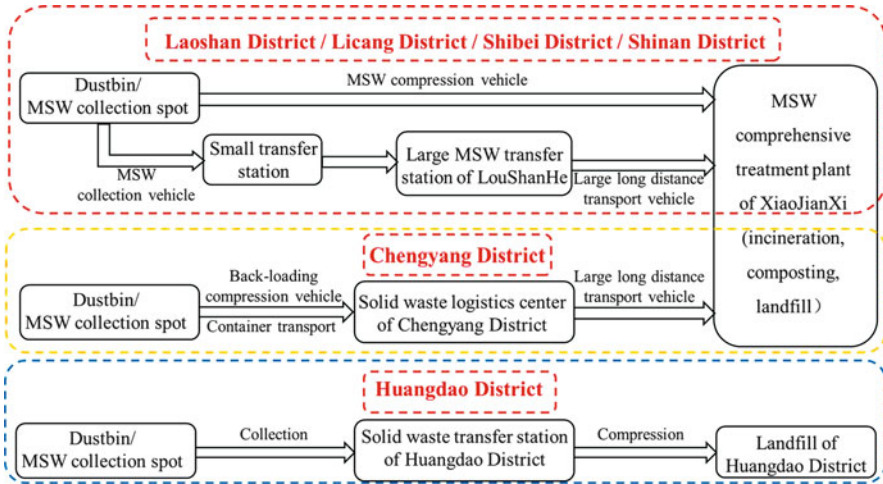 Laoshan District / Licang District / Shibei District / Shinan District
Dustbin/
MSW collection spot
MSW compression vehicle
MSW
collection vehicle
Small transfer
station
Large MSW transfer
station of LouShanHe
Large long distance
transport vehicle
MSW
comprehensive
treatment plant
of XiaoJianXi
(incineration,
composting,
landfill）
Chengyang District
Dustbin/
MSW collection spot
Back-loading
compression vehicle
Container transport
Solid waste logistics center
of Chengyang District
Large long distance
transport vehicle
Huangdao District
Dustbin/
MSW collection spot
Collection
Solid waste transfer station
of Huangdao District
Compression
Landfill of
Huangdao District